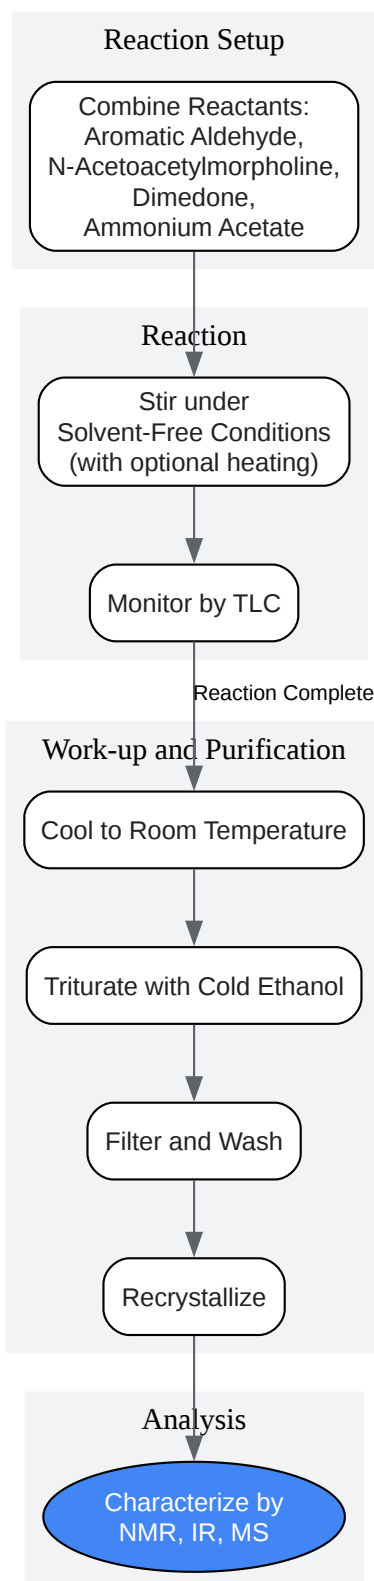 Reaction Setup
Combine Reactants:
Aromatic Aldehyde,
N-Acetoacetylmorpholine,
Dimedone,
Ammonium Acetate
Reaction
Stir under
Solvent-Free Conditions
(with optional heating)
Monitor by TLC
Reaction Complete
Work-up and Purification
Cool to Room Temperature
Triturate with Cold Ethanol
Filter and Wash
Recrystallize
Analysis
Characterize by
NMR, IR, MS